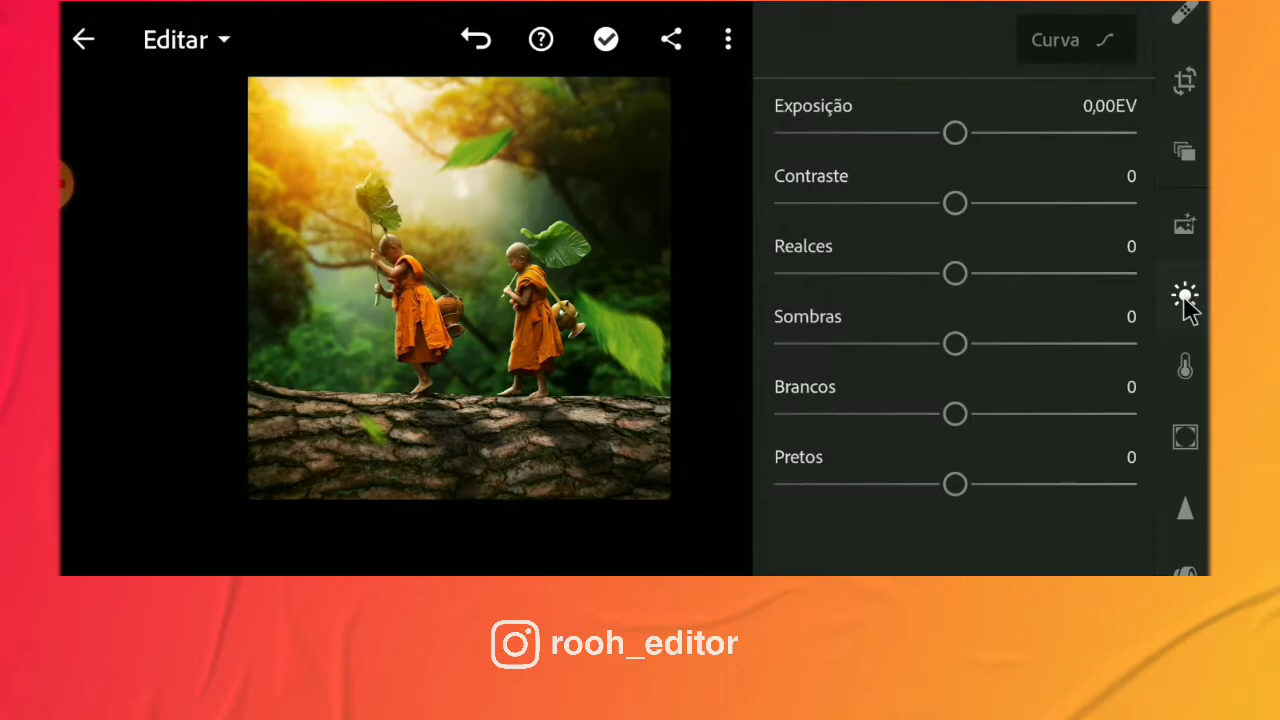 Editar
Curva
Exposição 0,00EV
Contraste 0
Realces 0
Sombras 0
Brancos 0
Pretos 0
rooh_editor